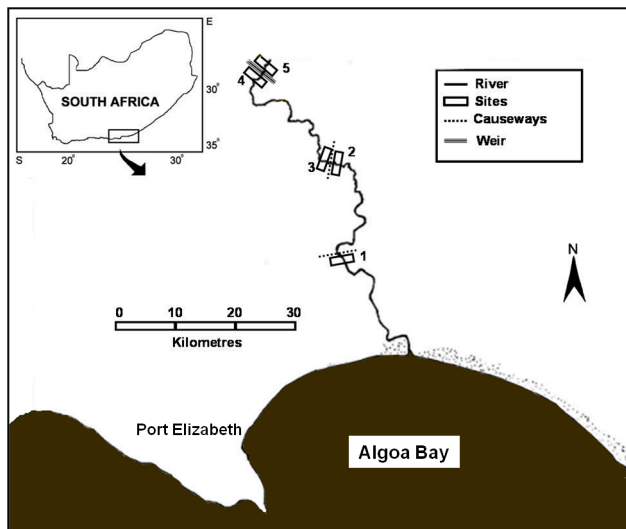 E
30°
SOUTH AFRICA
35°
S
20°
30°
5
4
2
3
1
River
Sites
Causeways
Weir
N
0 10 20 30
Kilometres
Port Elizabeth
Algoa Bay